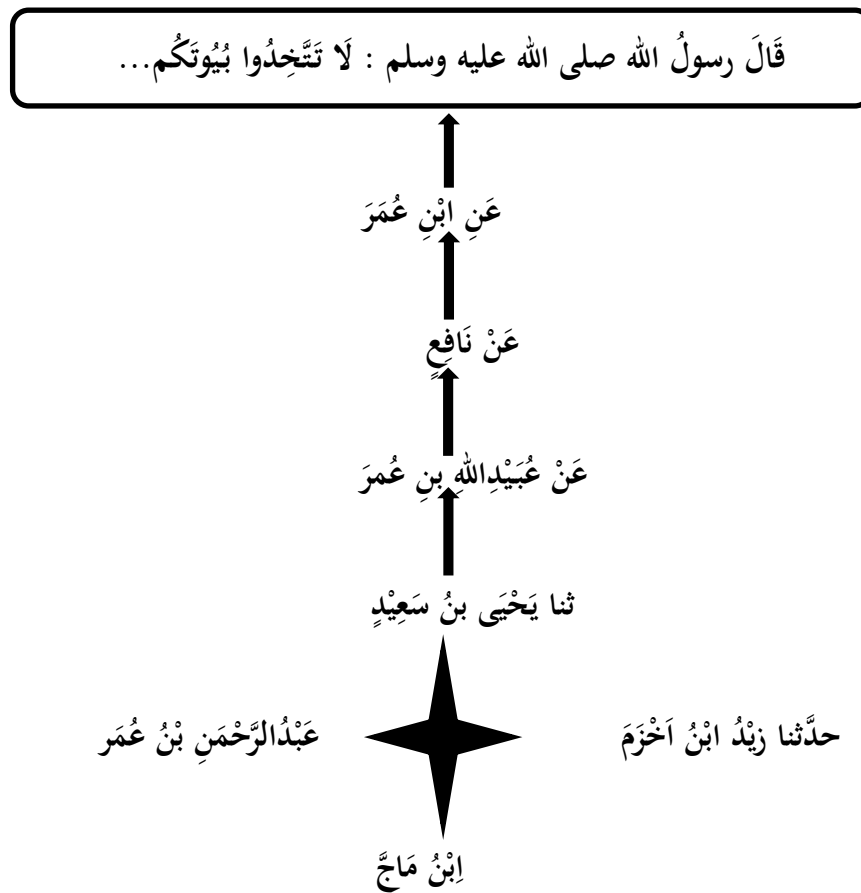 قَالَ رسولُ الله صلى الله عليه وسلم : لَا تَتَّخِدُوا بُيُوتَكُم...
عَنِ ابْنِ عُمَرَ
عَنْ نَافِعٍ
عَنْ عُبَيْدِاللهِ بنِ عُمرَ
ثنا يَحْيَى بنُ سَعِيْدٍ
حدَّثنا زيْدُ ابْنُ اَخْزَمَ
عَبْدُالرَّحْمَنِ بْنُ عُمَر
اِبْنُ مَاجَّ